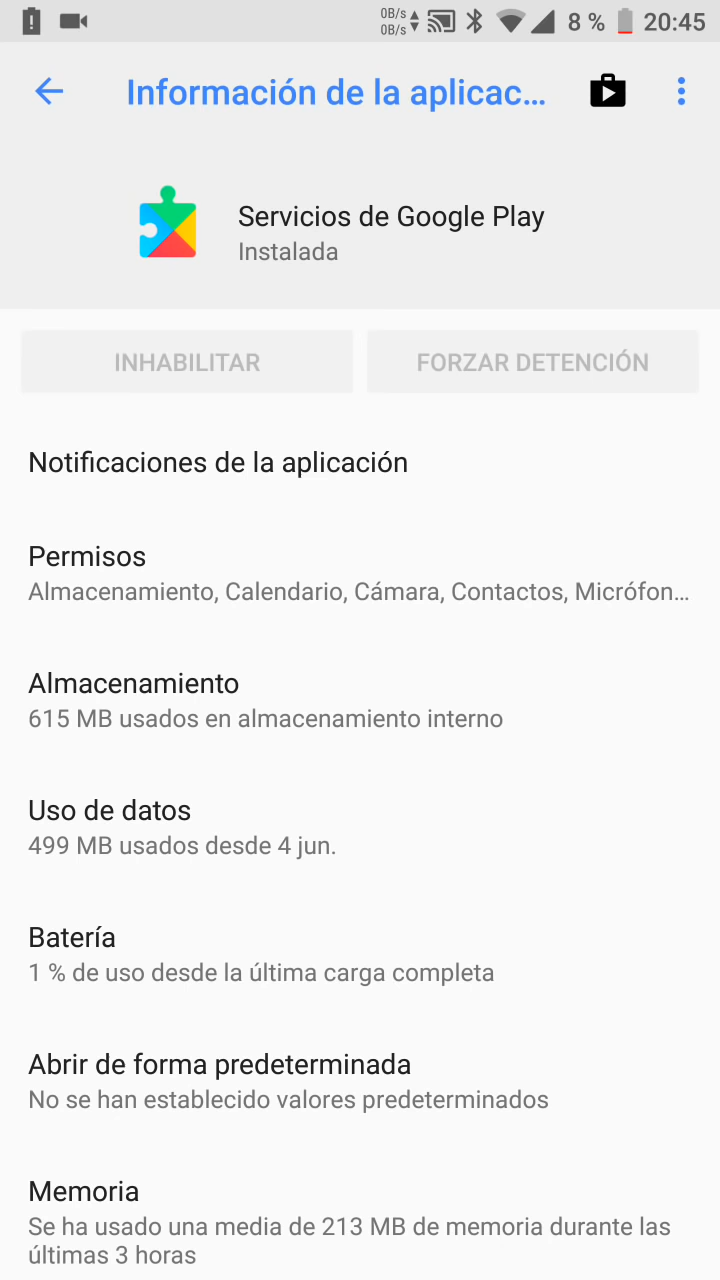 0B/s
0B/s
8 %
20:45
Información de la aplicac...
Servicios de Google Play
Instalada
INHABILITAR
FORZAR DETENCIÓN
Notificaciones de la aplicación
Permisos
Almacenamiento, Calendario, Cámara, Contactos, Micrófon...
Almacenamiento
615 MB usados en almacenamiento interno
Uso de datos
499 MB usados desde 4 jun.
Batería
1 % de uso desde la última carga completa
Abrir de forma predeterminada
No se han establecido valores predeterminados
Memoria
Se ha usado una media de 213 MB de memoria durante las
últimas 3 horas